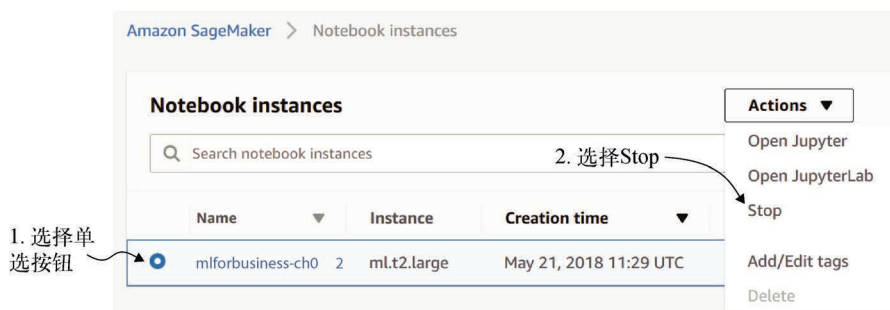 Amazon SageMaker > Notebook instances
Notebook instances
Actions ▼
Search notebook instances
2. 选择Stop
Open Jupyter
Open JupyterLab
Stop
Add/Edit tags
Delete
Name ▼ Instance Creation time ▼
1. 选择单
选按钮
mlforbusiness-ch0 2 ml.t2.large May 21, 2018 11:29 UTC